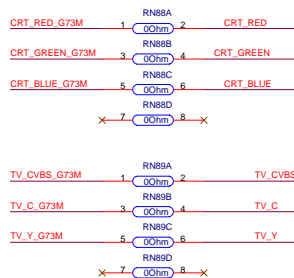 RN88A
CRT_RED_G73M 1 0Ohm 2 CRT_RED
RN88B
CRT_GREEN_G73M 3 0Ohm 4 CRT_GREEN
RN88C
CRT_BLUE_G73M 5 0Ohm 6 CRT_BLUE
RN88D
7 0Ohm 8
RN89A
TV_CVBS_G73M 1 0Ohm 2 TV_CVBS
RN89B
TV_C_G73M 3 0Ohm 4 TV_C
RN89C
TV_Y_G73M 5 0Ohm 6 TV_Y
RN89D
7 0Ohm 8